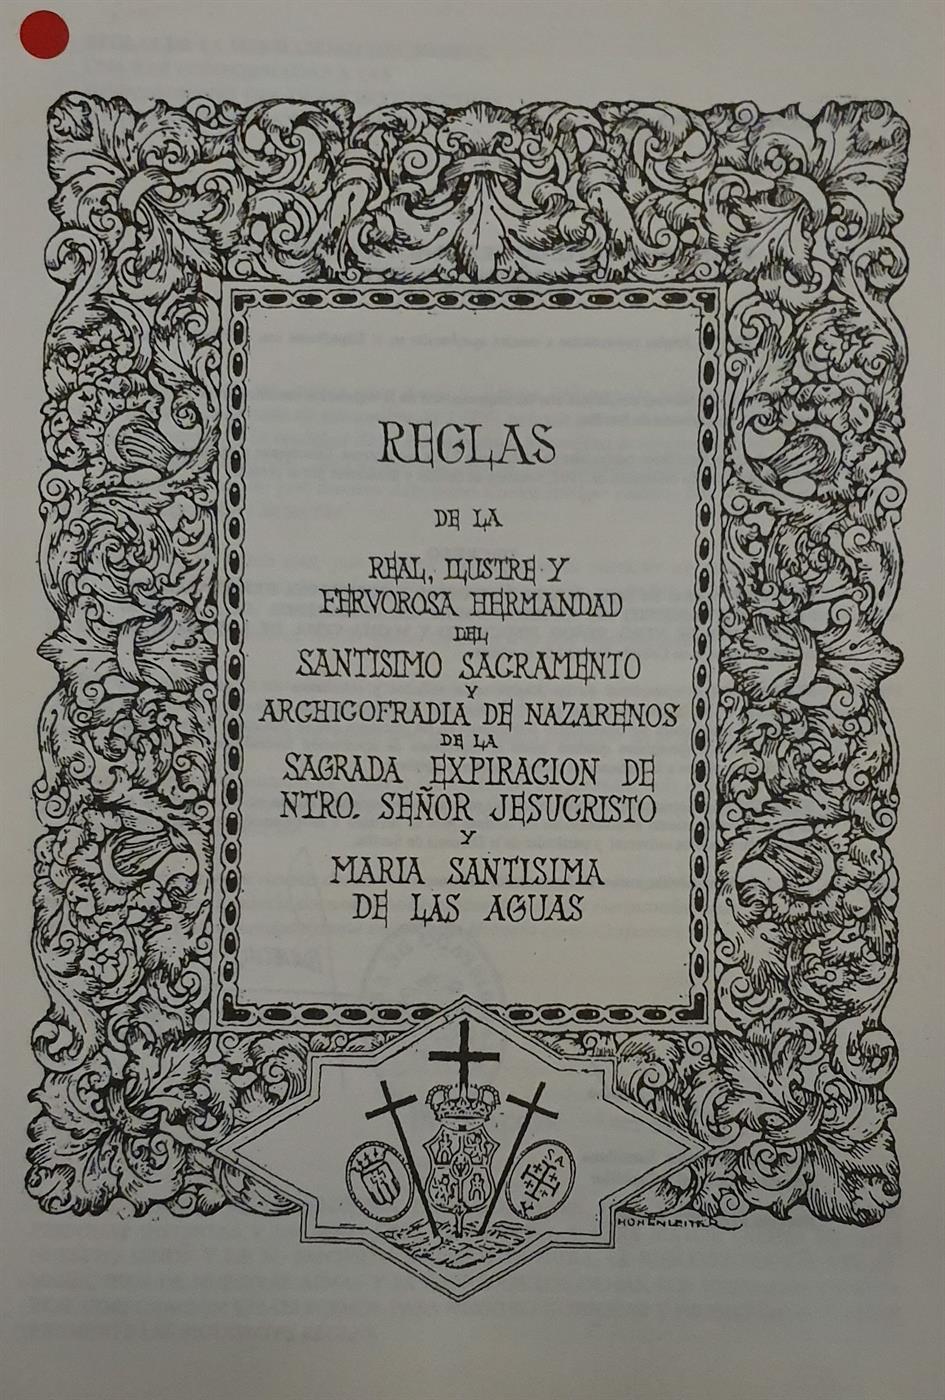 REGLAS
DE LA
REAL, ILUSTRE Y
FERVOROSA HERMANDAD
DEL
SANTISIMO SACRAMENTO
Y
ARCHICOFRADIA DE NAZARENOS
DE LA
SAGRADA EXPIRACION DE
NTRO. SEÑOR JESUCRISTO
Y
MARIA SANTISIMA
DE LAS AGUAS
SA
HOHENLEITER